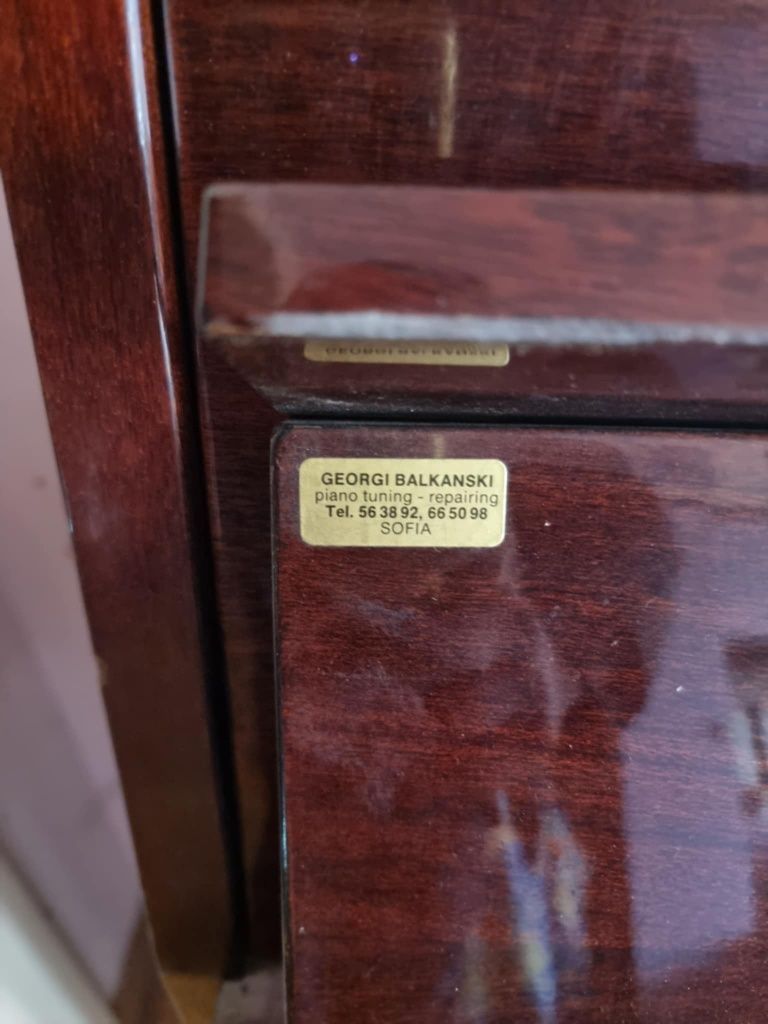 GEORGI BALKANSKI
piano tuning - repairing
Tel. 56 38 92, 66 50 98
SOFIA